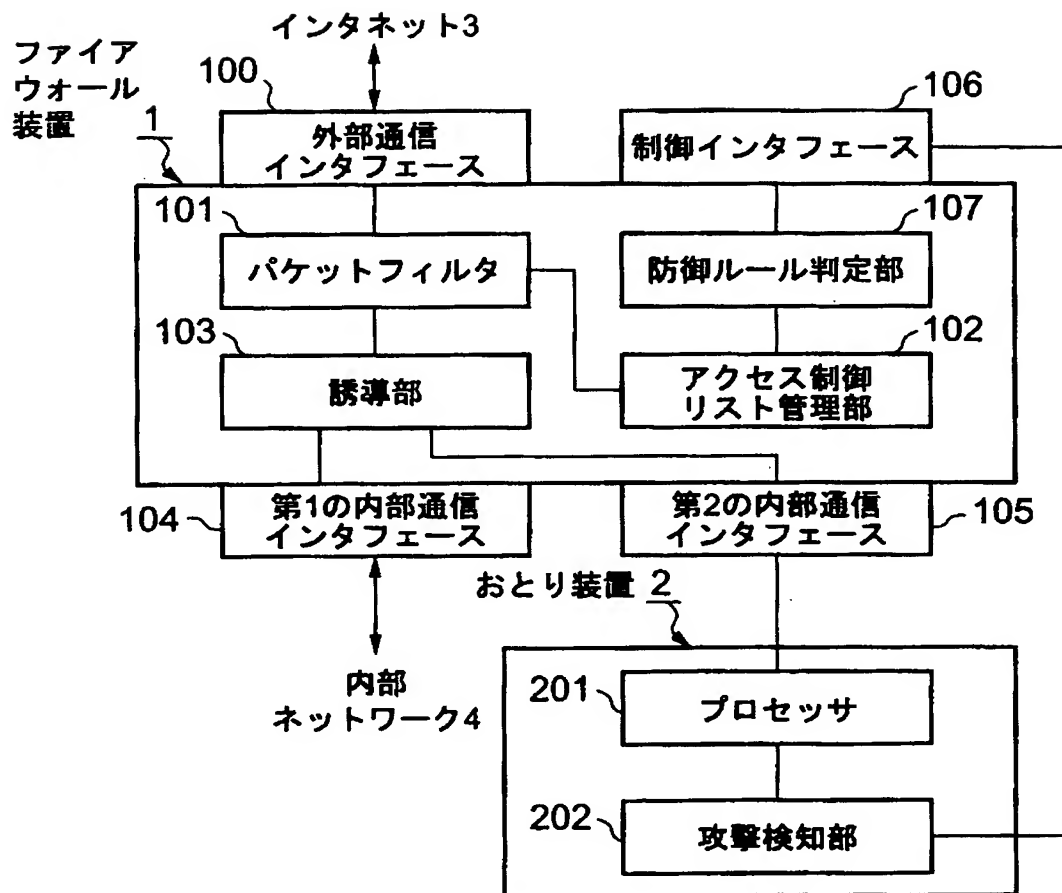 インタネット3
ファイア
ウォール
装置
1
100
外部通信
インタフェース
106
制御インタフェース
101
パケットフィルタ
107
防御ルール判定部
103
誘導部
102
アクセス制御
リスト管理部
104
第1の内部通信
インタフェース
第2の内部通信
インタフェース
105
おとり装置 2
内部
ネットワーク4
201
プロセッサ
202
攻撃検知部